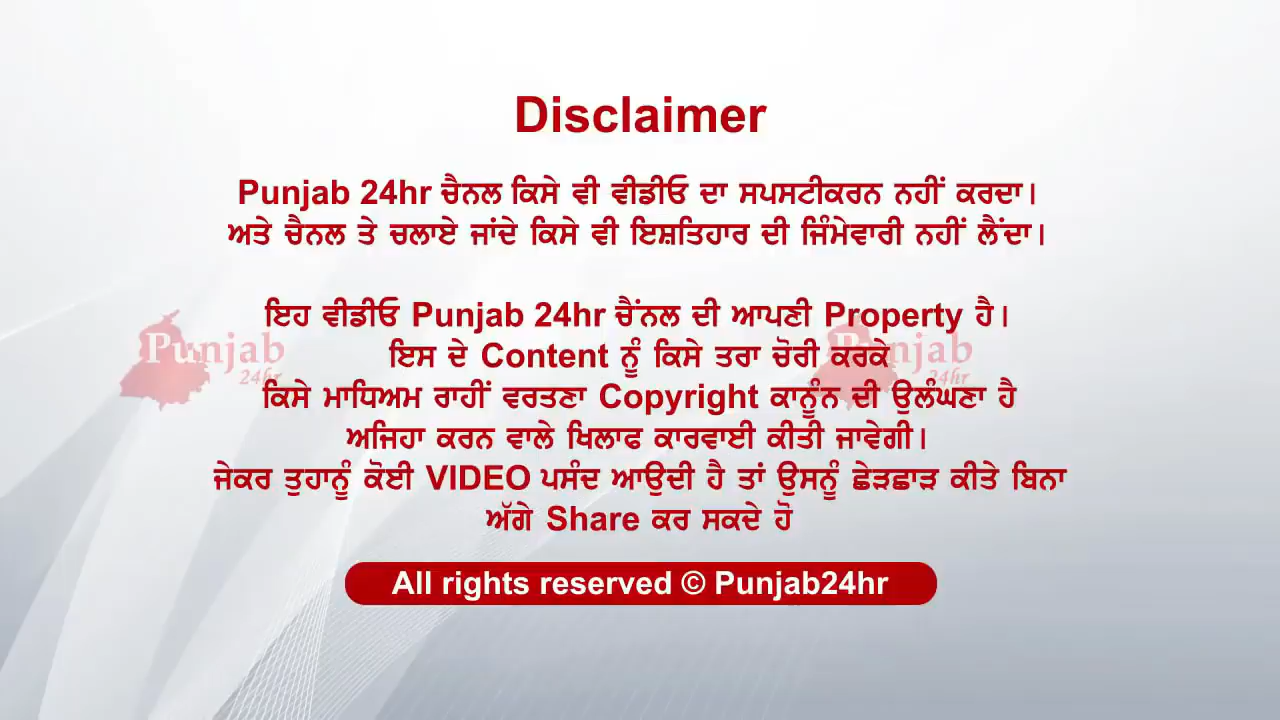 Disclaimer
Punjab 24hr ਚੈਨਲ ਕਿਸੇ ਵੀ ਵੀਡੀਓ ਦਾ ਸਪਸਟੀਕਰਨ ਨਹੀਂ ਕਰਦਾ।
ਅਤੇ ਚੈਨਲ ਤੇ ਚਲਾਏ ਜਾਂਦੇ ਕਿਸੇ ਵੀ ਇਸ਼ਤਿਹਾਰ ਦੀ ਜਿੰਮੇਵਾਰੀ ਨਹੀਂ ਲੈਂਦਾ।
ਇਹ ਵੀਡੀਓ Punjab 24hr ਚੈਂਨਲ ਦੀ ਆਪਣੀ Property ਹੈ।
ਇਸ ਦੇ Content ਨੂੰ ਕਿਸੇ ਤਰਾ ਚੋਰੀ ਕਰਕੇ
ਕਿਸੇ ਮਾਧਿਅਮ ਰਾਹੀਂ ਵਰਤਣਾ Copyright ਕਾਨੂੰਨ ਦੀ ਉਲੰਘਣਾ ਹੈ
ਅਜਿਹਾ ਕਰਨ ਵਾਲੇ ਖਿਲਾਫ ਕਾਰਵਾਈ ਕੀਤੀ ਜਾਵੇਗੀ।
ਜੇਕਰ ਤੁਹਾਨੂੰ ਕੋਈ VIDEO ਪਸੰਦ ਆਉਦੀ ਹੈ ਤਾਂ ਉਸਨੂੰ ਛੇੜਛਾੜ ਕੀਤੇ ਬਿਨਾ
ਅੱਗੇ Share ਕਰ ਸਕਦੇ ਹੋ
All rights reserved © Punjab24hr
Punjab
24hr
Punjab
24hr